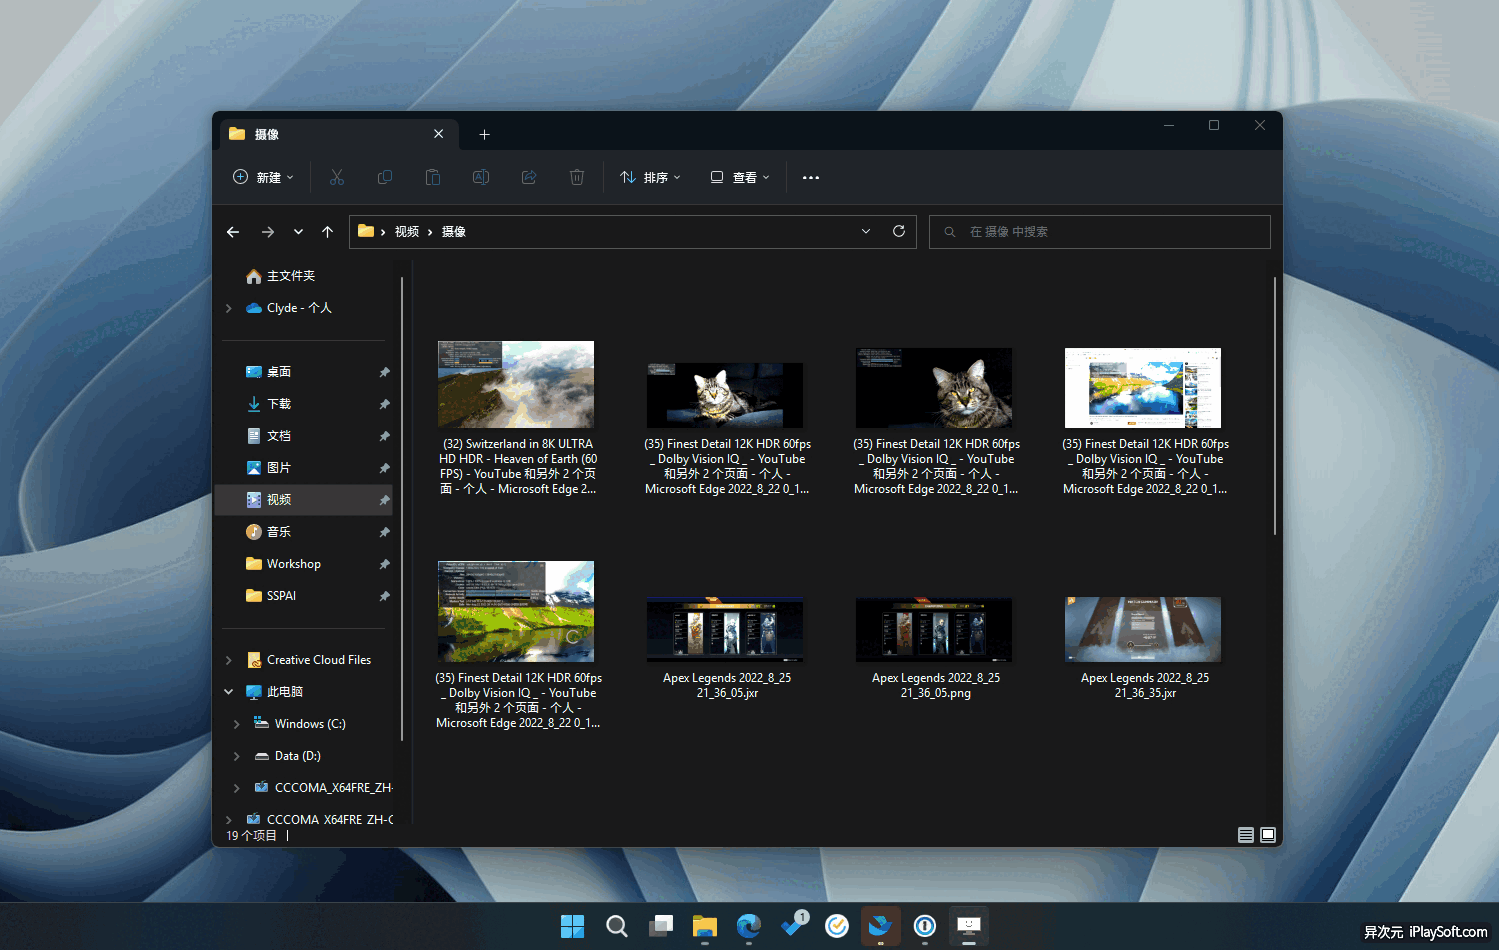 摄像
新建
排序
查看
视频 摄像
在 摄像 中搜索
主文件夹
Clyde - 个人
桌面
下载
文档
图片
视频
音乐
Workshop
SSPAI
Creative Cloud Files
此电脑
Windows (C:)
Data (D:)
CCCOMA_X64FRE_ZH-
CCCOMA_X64FRE_ZH-C
(32) Switzerland in 8K ULTRA
HD HDR - Heaven of Earth (60
FPS) - YouTube 和另外 2 个页
面 - 个人 - Microsoft Edge 2...
(35) Finest Detail 12K HDR 60fps
_ Dolby Vision IQ _ - YouTube
和另外 2 个页面 - 个人 -
Microsoft Edge 2022_8_22 0_1...
(35) Finest Detail 12K HDR 60fps
_ Dolby Vision IQ _ - YouTube
和另外 2 个页面 - 个人 -
Microsoft Edge 2022_8_22 0_1...
(35) Finest Detail 12K HDR 60fps
_ Dolby Vision IQ _ - YouTube
和另外 2 个页面 - 个人 -
Microsoft Edge 2022_8_22 0_1...
(35) Finest Detail 12K HDR 60fps
_ Dolby Vision IQ _ - YouTube
和另外 2 个页面 - 个人 -
Microsoft Edge 2022_8_22 0_1...
Apex Legends 2022_8_25
21_36_05.jxr
Apex Legends 2022_8_25
21_36_05.png
Apex Legends 2022_8_25
21_36_35.jxr
19 个项目
1
异次元 iPlaySoft.com